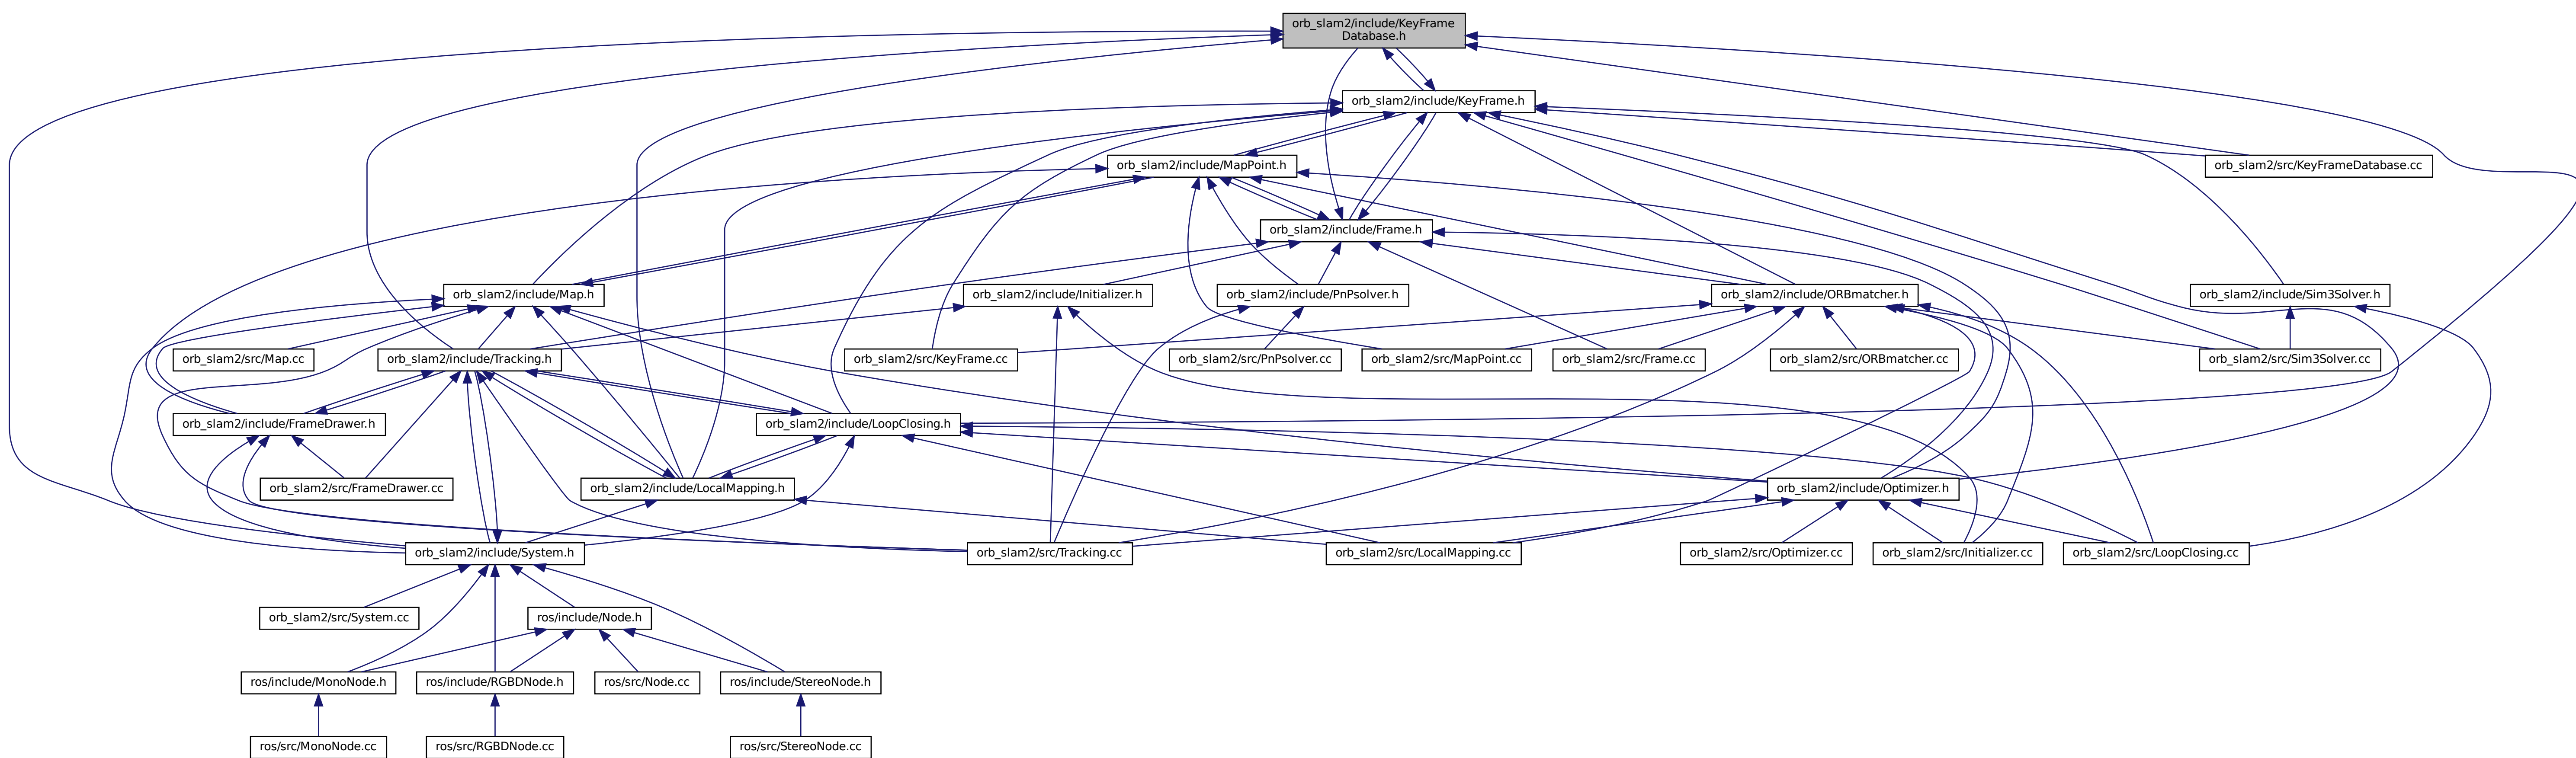 orb_slam2/include/KeyFrame
Database.h
orb_slam2/include/KeyFrame.h
orb_slam2/include/MapPoint.h
orb_slam2/src/KeyFrameDatabase.cc
orb_slam2/include/Frame.h
orb_slam2/include/Map.h
orb_slam2/include/Initializer.h
orb_slam2/include/PnPsolver.h
orb_slam2/include/ORBmatcher.h
orb_slam2/include/Sim3Solver.h
orb_slam2/src/Map.cc
orb_slam2/include/Tracking.h
orb_slam2/src/KeyFrame.cc
orb_slam2/src/PnPsolver.cc
orb_slam2/src/MapPoint.cc
orb_slam2/src/Frame.cc
orb_slam2/src/ORBmatcher.cc
orb_slam2/src/Sim3Solver.cc
orb_slam2/include/FrameDrawer.h
orb_slam2/include/LoopClosing.h
orb_slam2/src/FrameDrawer.cc
orb_slam2/include/LocalMapping.h
orb_slam2/include/Optimizer.h
orb_slam2/include/System.h
orb_slam2/src/Tracking.cc
orb_slam2/src/LocalMapping.cc
orb_slam2/src/Optimizer.cc
orb_slam2/src/Initializer.cc
orb_slam2/src/LoopClosing.cc
orb_slam2/src/System.cc
ros/include/Node.h
ros/include/MonoNode.h
ros/include/RGBDNode.h
ros/src/Node.cc
ros/include/StereoNode.h
ros/src/MonoNode.cc
ros/src/RGBDNode.cc
ros/src/StereoNode.cc